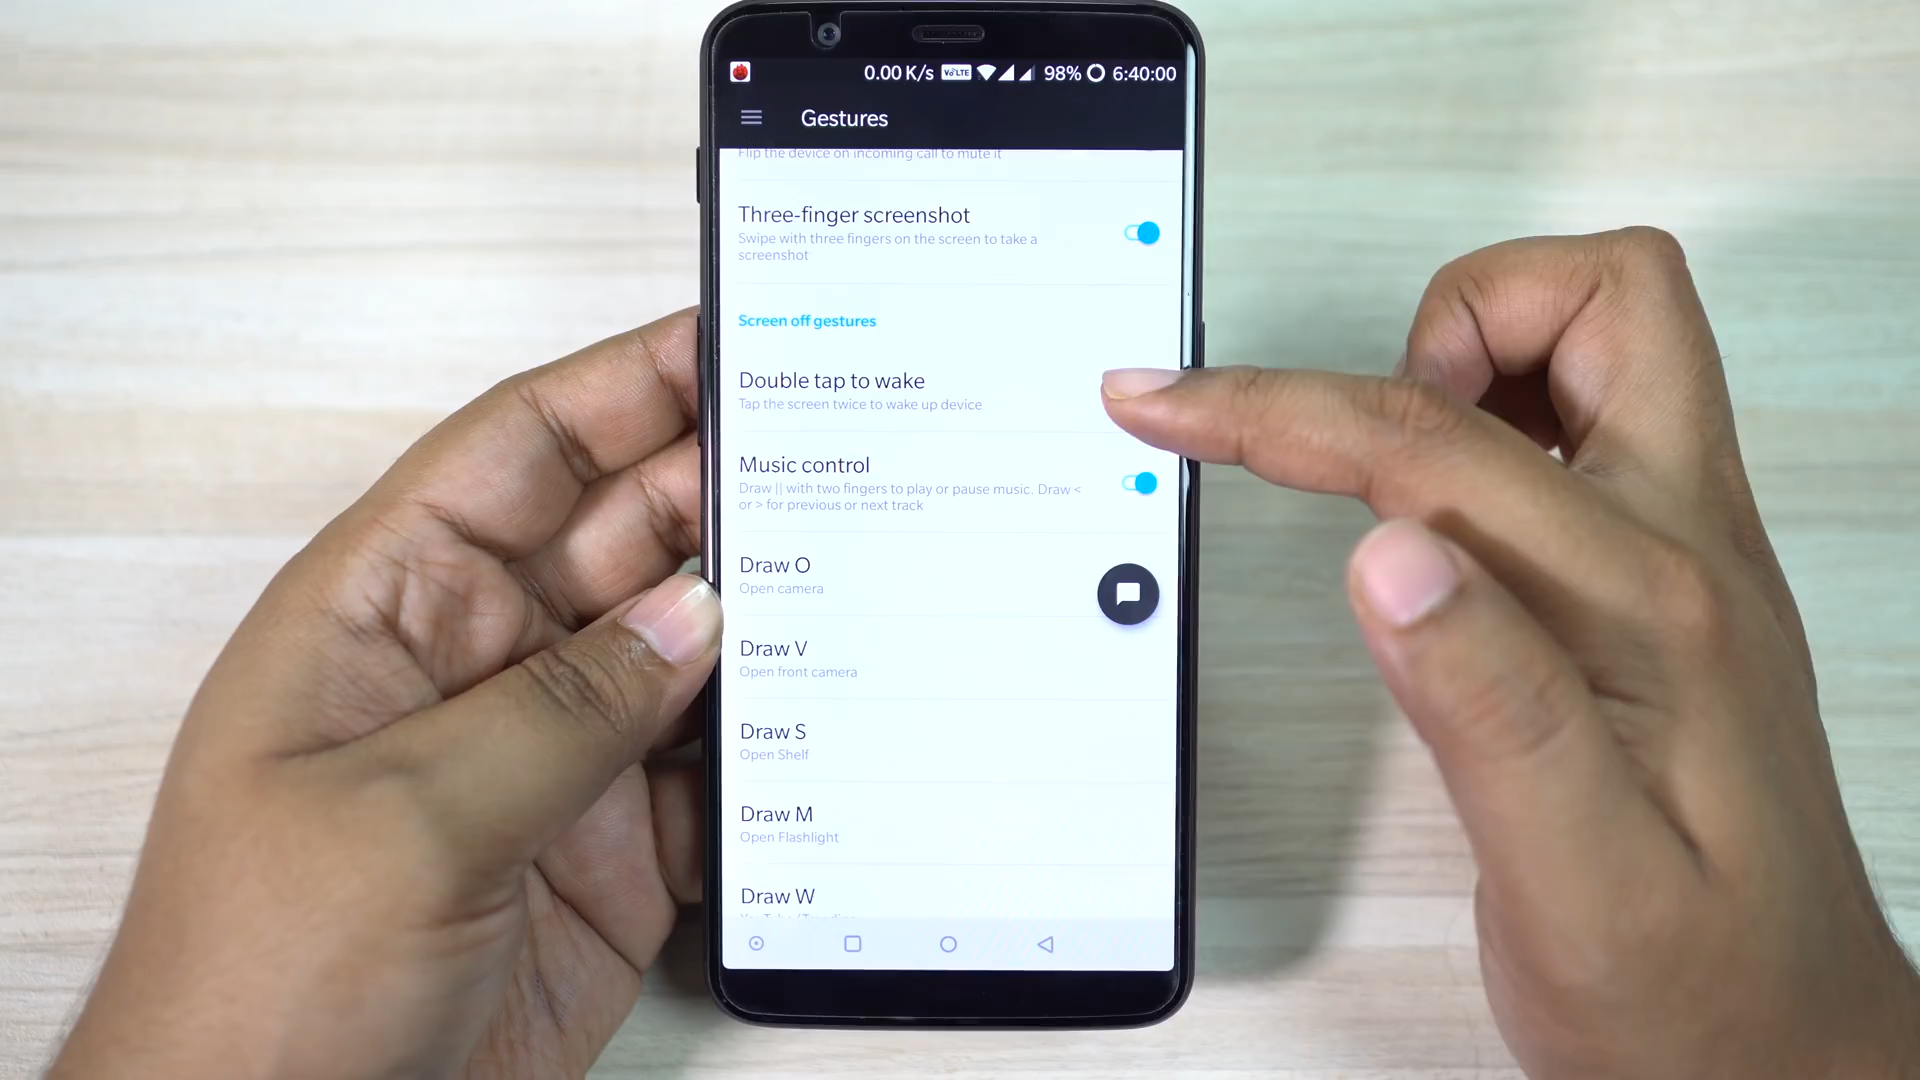 0.00 K/s VoLTE 98% 6:40:00
Gestures
Flip the device on incoming call to mute it
Three-finger screenshot
Swipe with three fingers on the screen to take a
screenshot
Screen off gestures
Double tap to wake
Tap the screen twice to wake up device
Music control
Draw || with two fingers to play or pause music. Draw <
or > for previous or next track
Draw O
Open camera
Draw V
Open front camera
Draw S
Open Shelf
Draw M
Open Flashlight
Draw W